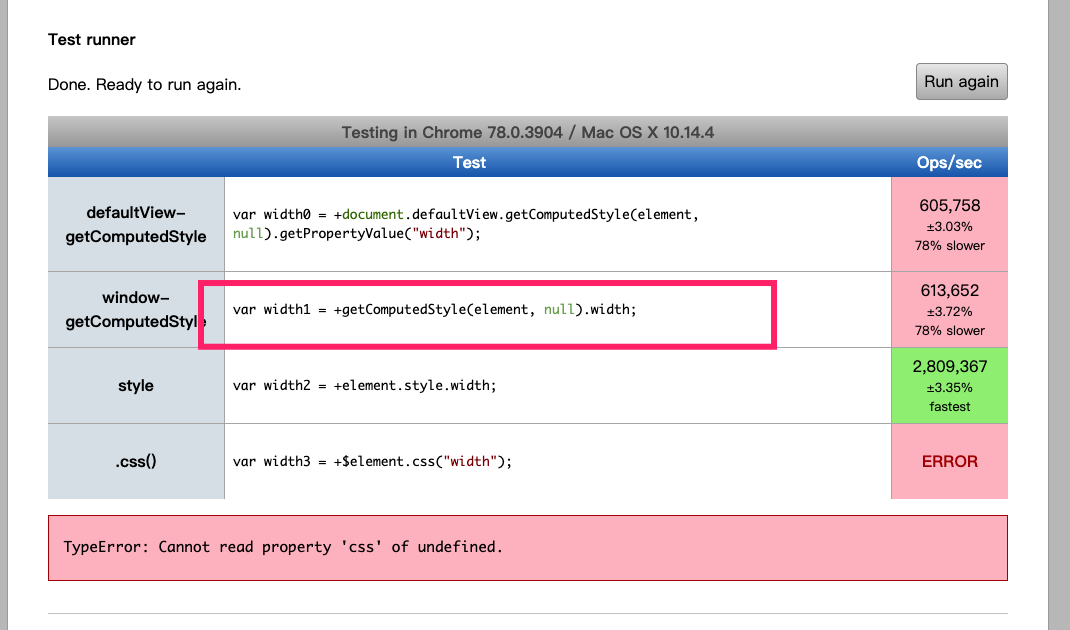 Test runner
Done. Ready to run again.
Run again
Testing in Chrome 78.0.3904 / Mac OS X 10.14.4
Test
Ops/sec
defaultView-
getComputedStyle
var width0 = +document.defaultView.getComputedStyle(element,
null).getPropertyValue("width");
605,758
±3.03%
78% slower
window-
getComputedStyle
var width1 = +getComputedStyle(element, null).width;
613,652
±3.72%
78% slower
style
var width2 = +element.style.width;
2,809,367
±3.35%
fastest
.css()
var width3 = +$element.css("width");
ERROR
TypeError: Cannot read property 'css' of undefined.